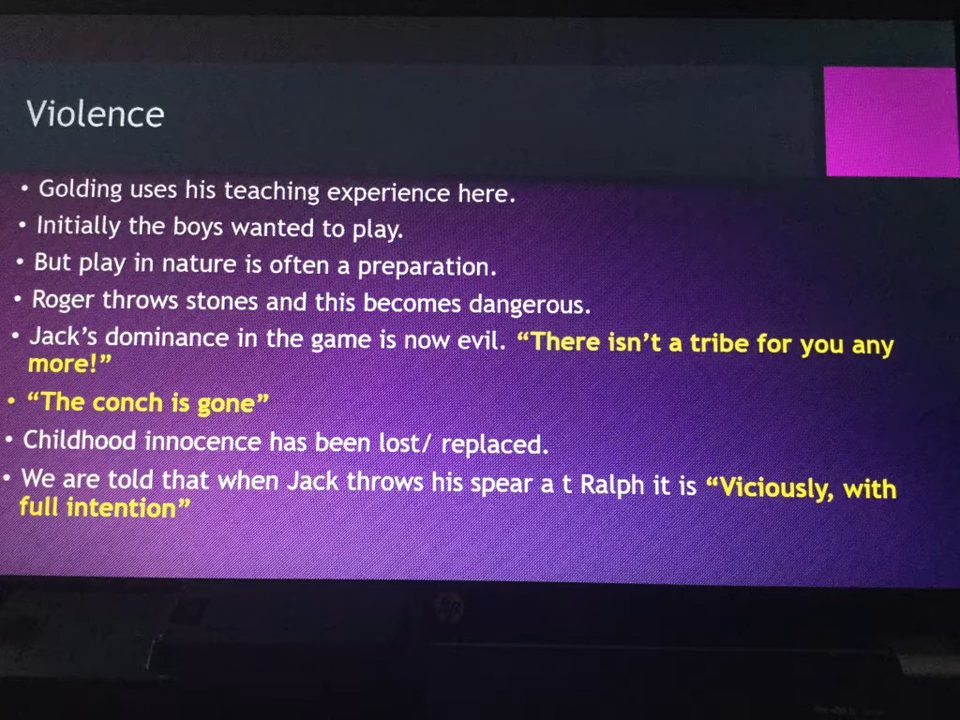 Violence
• Golding uses his teaching experience here.
• Initially the boys wanted to play.
• But play in nature is often a preparation.
• Roger throws stones and this becomes dangerous.
• Jack’s dominance in the game is now evil. “There isn’t a tribe for you any
more!”
• “The conch is gone”
• Childhood innocence has been lost/ replaced.
• We are told that when Jack throws his spear a t Ralph it is “Viciously, with
full intention”
hp